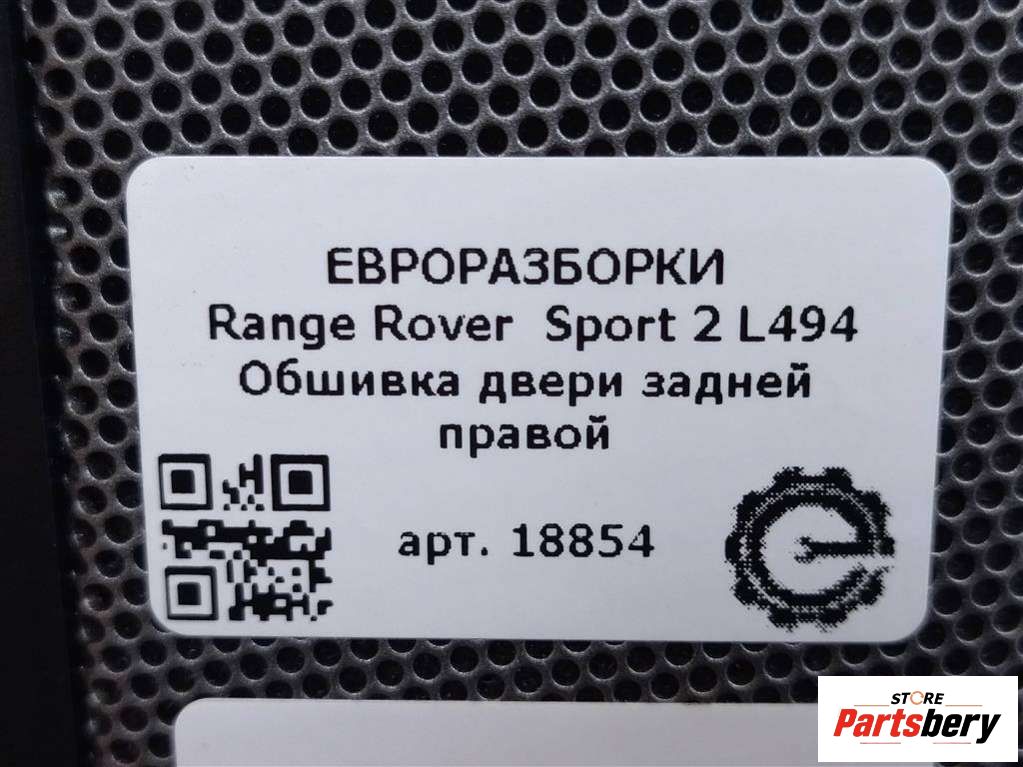 ЕВРОРАЗБОРКИ
Range Rover Sport 2 L494
Обшивка двери задней
правой
арт. 18854
STORE
Partsbery